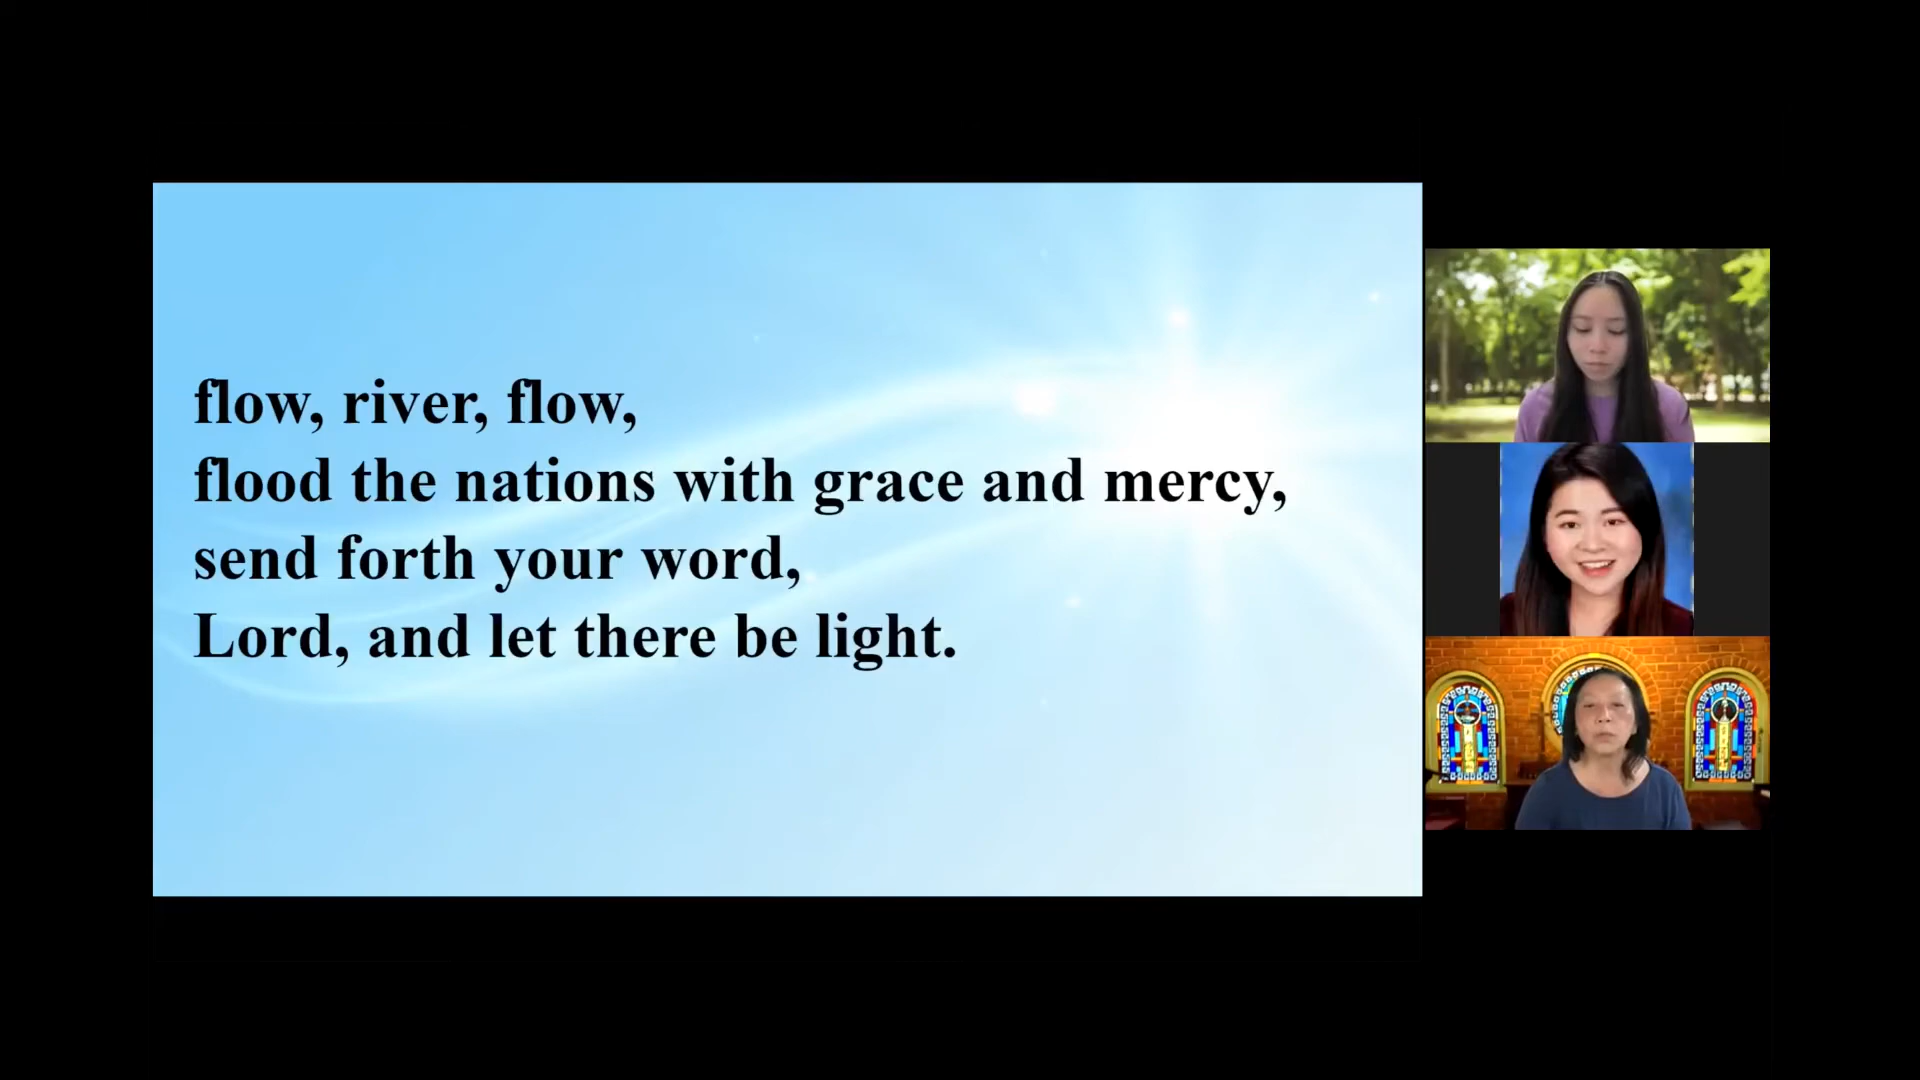 flow, river, flow,
flood the nations with grace and mercy,
send forth your word,
Lord, and let there be light.